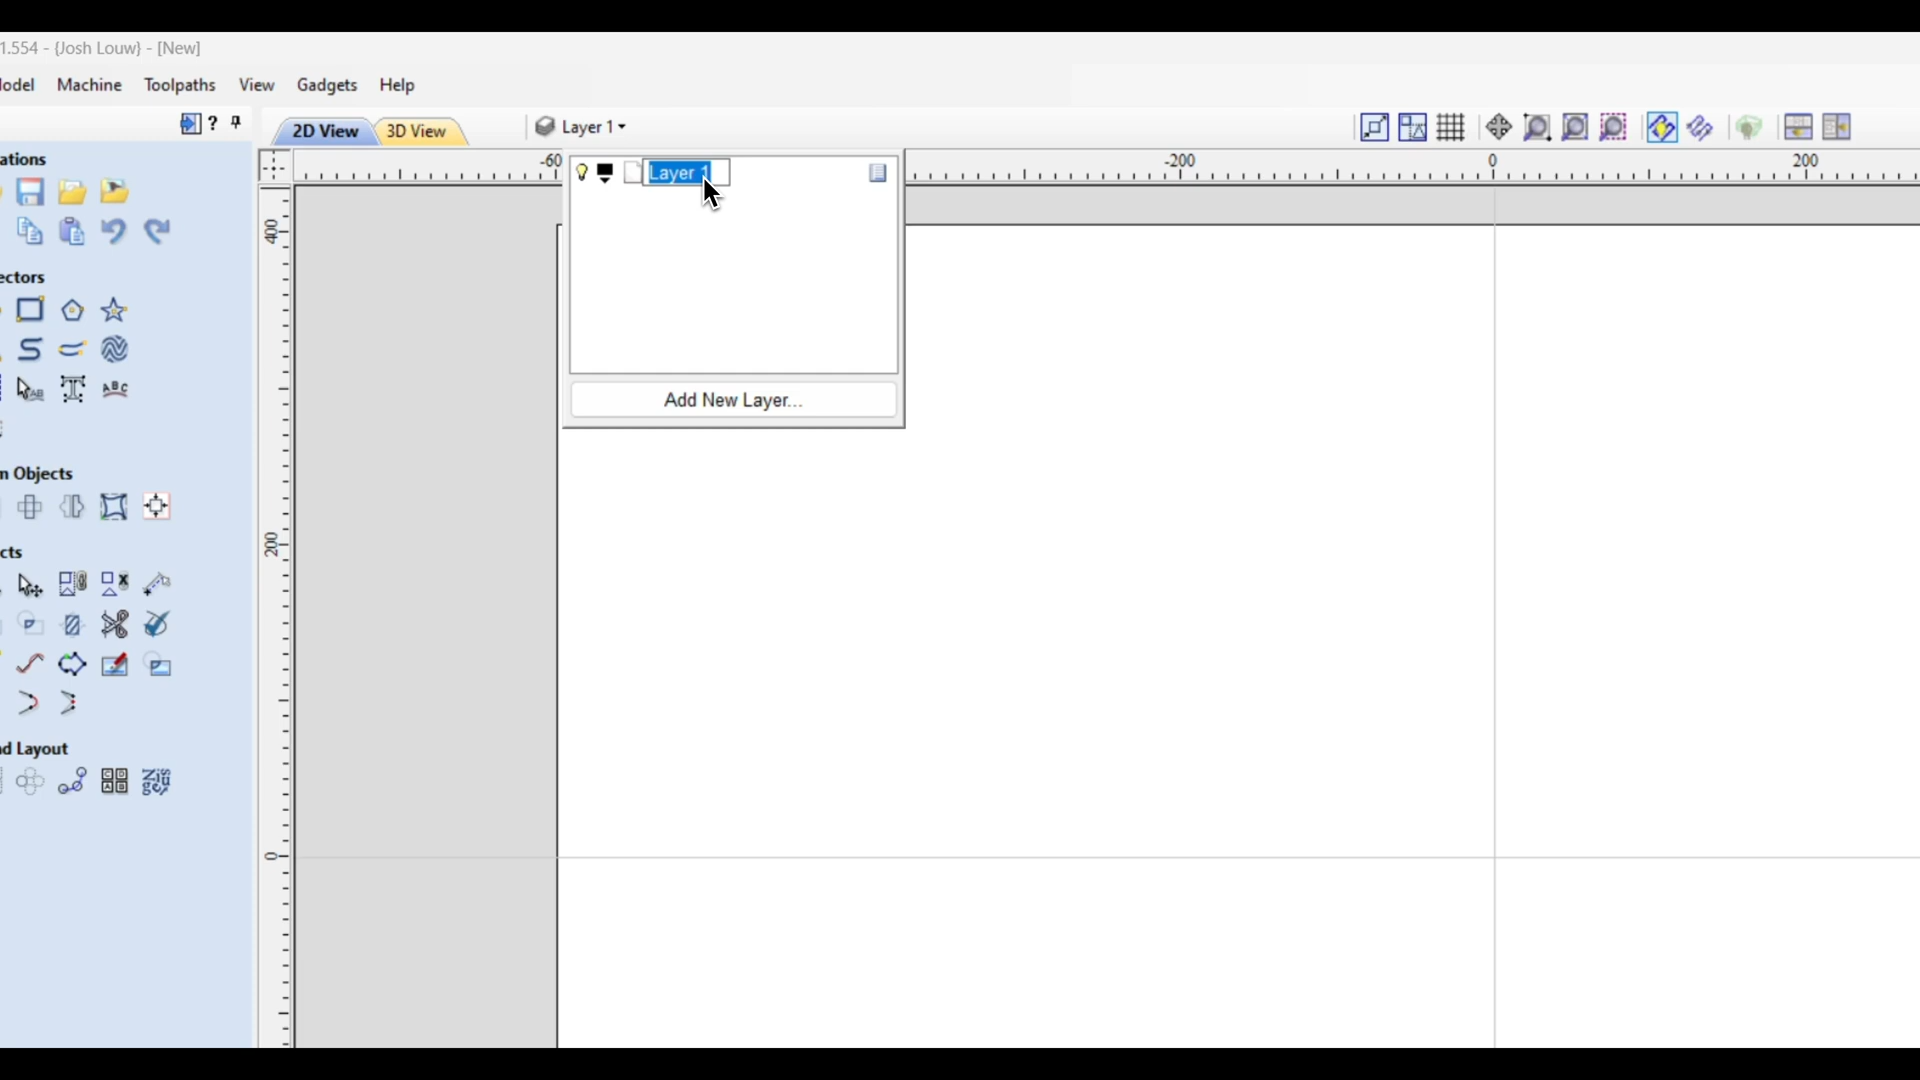 1.554 - {Josh Louw} - [New]
odel Machine Toolpaths View Gadgets Help
2D View 3D View Layer 1
-60 -200 0 200
Layer 1
Add New Layer...
ations
ectors
n Objects
cts
d Layout
400
200
0